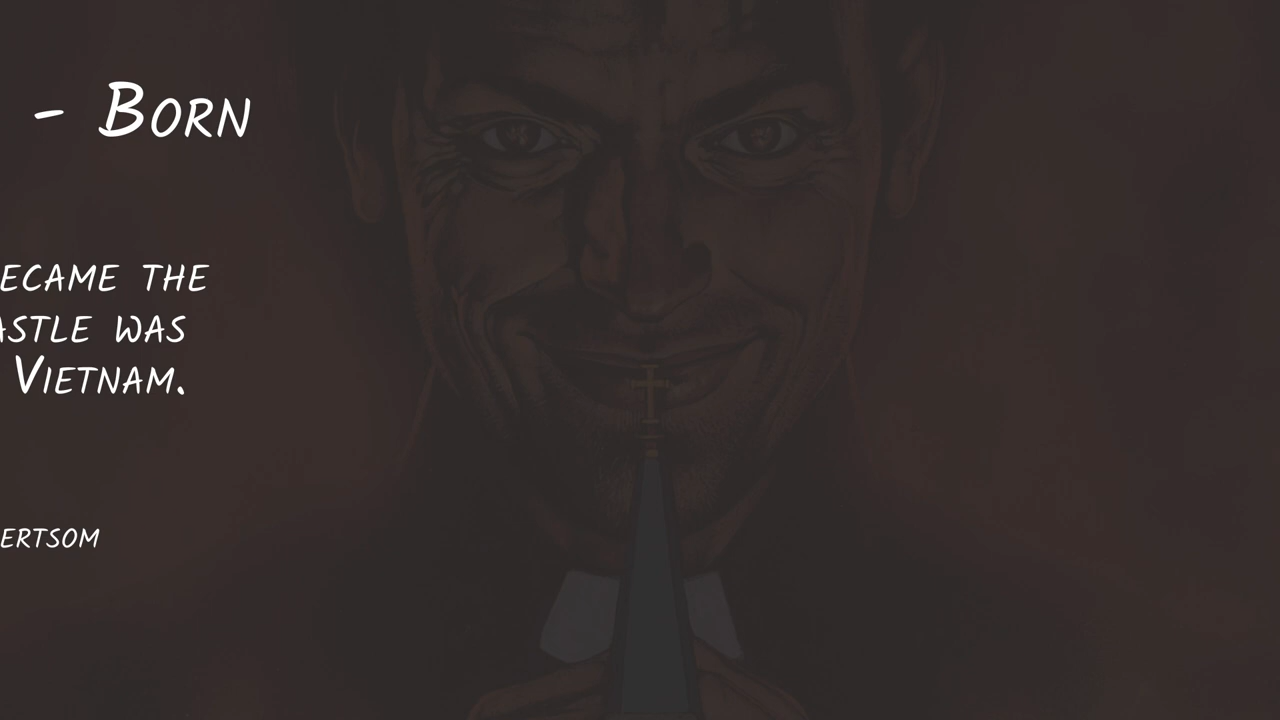 - Born
ECAME THE
ASTLE WAS
VIETNAM.
ERTSOM